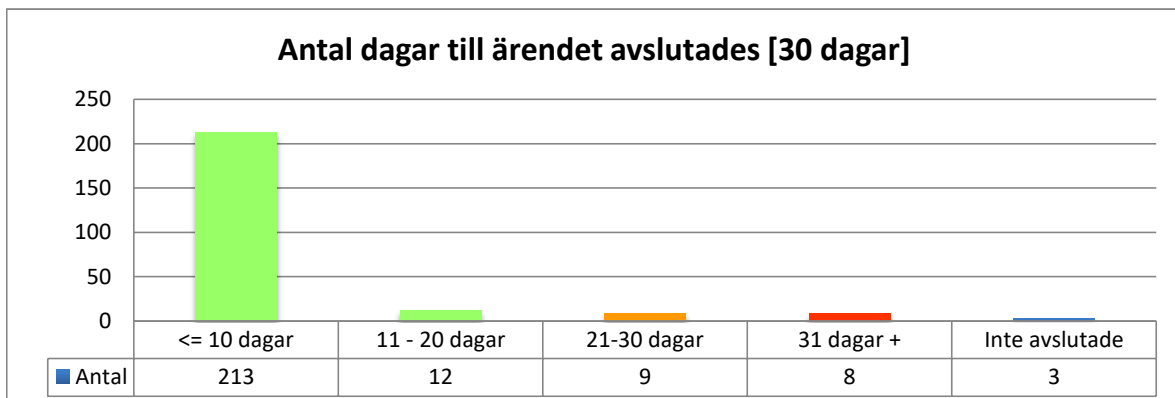 Antal dagar till ärendet avslutades [30 dagar]
250
200
150
100
50
0
<= 10 dagar 11 - 20 dagar 21-30 dagar 31 dagar + Inte avslutade
Antal 213 12 9 8 3